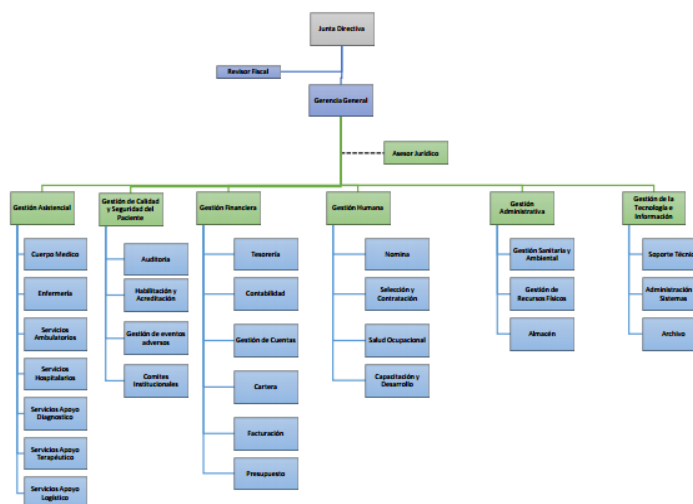 Junta Directiva
Revisor Fiscal
Gerencia General
Asesor Jurídico
Gestión Asistencial
Gestión de Calidad
y Seguridad del
Paciente
Gestión Financiera
Gestión Humana
Gestión
Administrativa
Gestión de la
Tecnología e
Información
Cuerpo Medico
Enfermería
Servicios
Ambulatorios
Servicios
Hospitalarios
Servicios Apoyo
Diagnostico
Servicios Apoyo
Terapéutico
Servicios Apoyo
Logístico
Auditoría
Habilitación y
Acreditación
Gestión de eventos
adversos
Comites
Institucionales
Tesorería
Contabilidad
Gestión de Cuentas
Cartera
Facturación
Presupuesto
Nomina
Selección y
Contratación
Salud Ocupacional
Capacitación y
Desarrollo
Gestión Sanitaria y
Ambiental
Gestión de
Recursos Físicos
Almacén
Soporte Técnico
Administración
Sistemas
Archivo